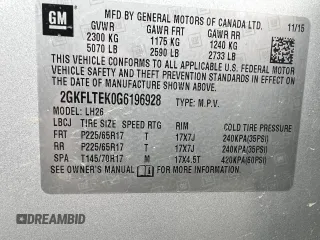 GM
MFD BY GENERAL MOTORS OF CANADA LTD.
11/15
GVWR GAWR FRT GAWR RR
2300 KG 1175 KG 1240 KG
5070 LB 2590 LB 2733 LB
THIS VEHICLE CONFORMS TO ALL APPLICABLE U.S. FEDERAL MOTOR
VEHICLE SAFETY AND THEFT PREVENTION STANDARDS IN EFFECT ON THE
DATE OF MANUFACTURE SHOWN ABOVE.
2GKFLTEK0G6196928 TYPE: M.P.V.
MODEL: LH26
LBCJ TIRE SIZE SPEED RTG RIM COLD TIRE PRESSURE
FRT P225/65R17 T 17X7J 240KPA(35PSI)
RR P225/65R17 T 17X7J 240KPA(35PSI)
SPA T145/70R17 M 17X4.5T 420KPA(60PSI)
SEE OWNER'S MANUAL FOR ADDITIONAL INFORMATION.
DREAMBID